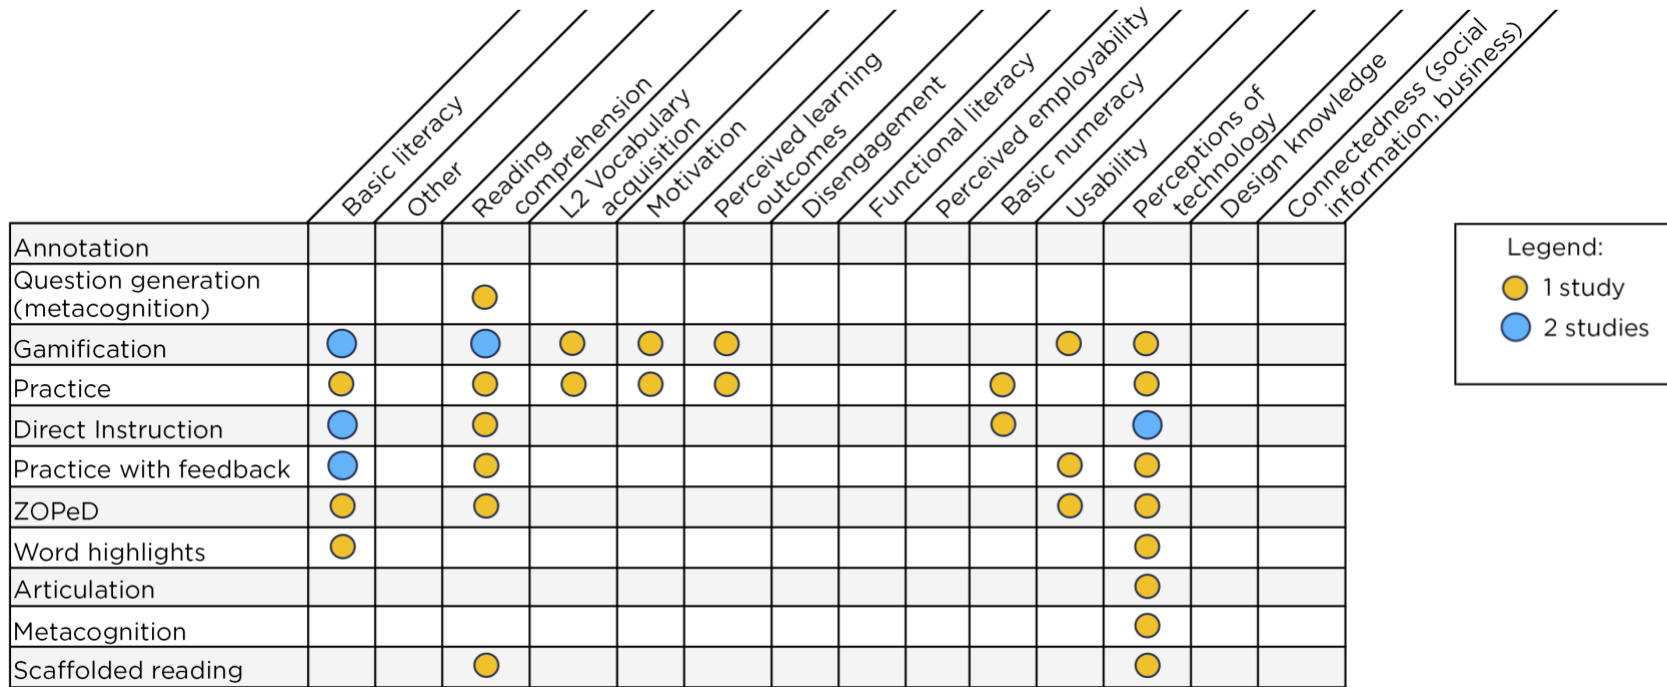 Basic literacy
Other
Reading
comprehension
L2 Vocabulary
acquisition
Motivation
Perceived learning
outcomes
Disengagement
Functional literacy
Perceived employability
Basic numeracy
Usability
Perceptions of
technology
Design knowledge
Connectedness (social
information, business)
Annotation
Question generation
(metacognition)
Gamification
Practice
Direct Instruction
Practice with feedback
ZOPeD
Word highlights
Articulation
Metacognition
Scaffolded reading
Legend:
1 study
2 studies